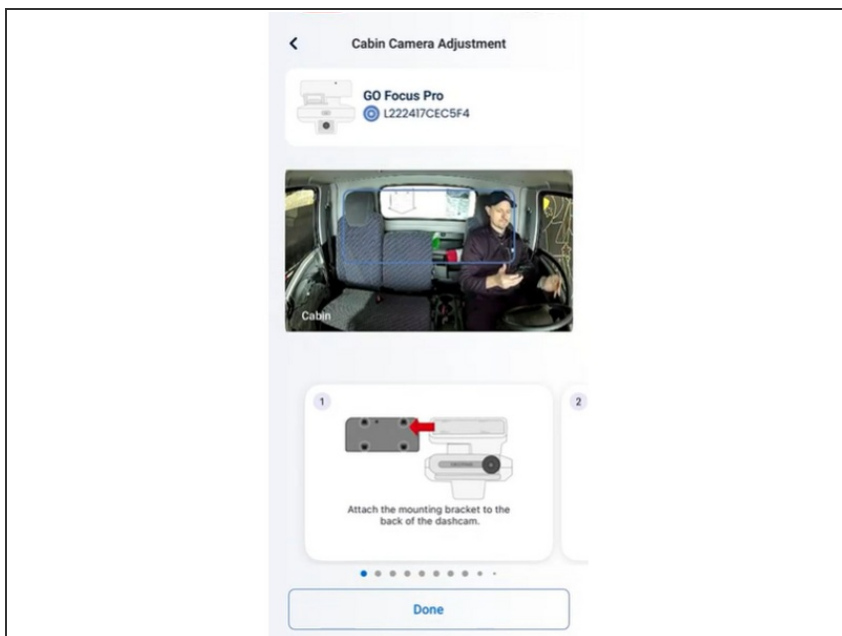 Cabin Camera Adjustment
GO Focus Pro
L222417CEC5F4
Cabin
1
2
Attach the mounting bracket to the
back of the dashcam.
Done